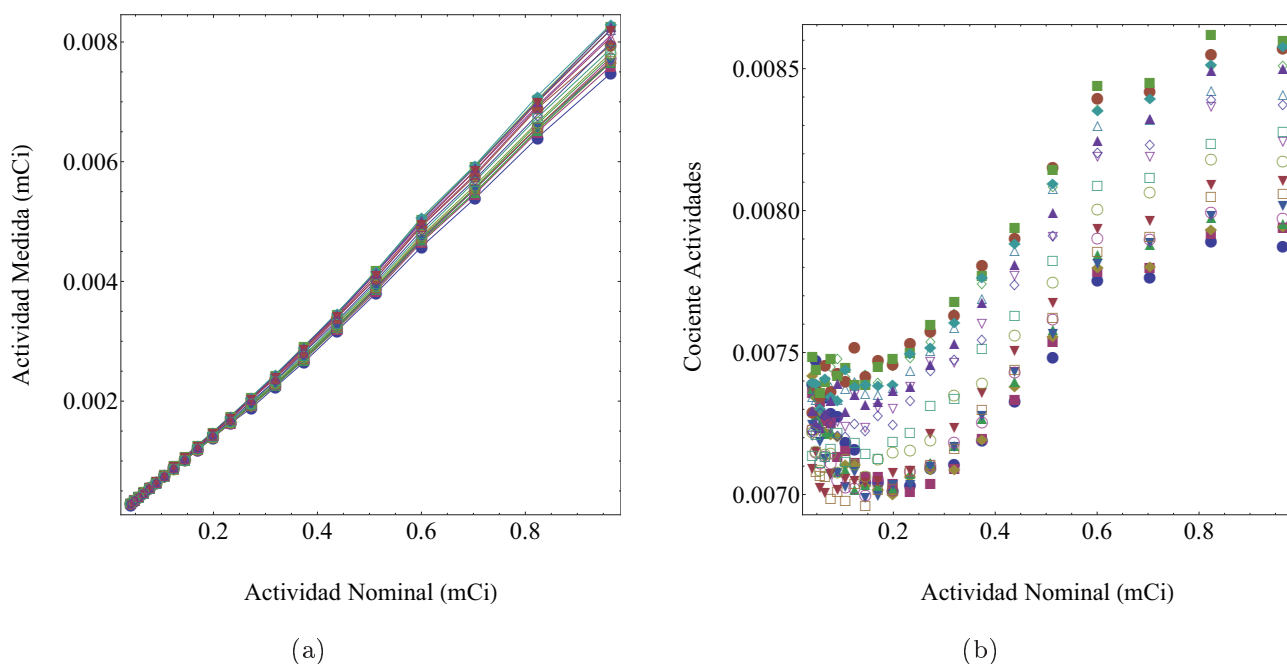 0.008
0.006
0.004
0.002
Actividad Medida (mCi)
0.2 0.4 0.6 0.8
Actividad Nominal (mCi)
(a)
0.0085
0.0080
0.0075
0.0070
Cociente Actividades
0.2 0.4 0.6 0.8
Actividad Nominal (mCi)
(b)